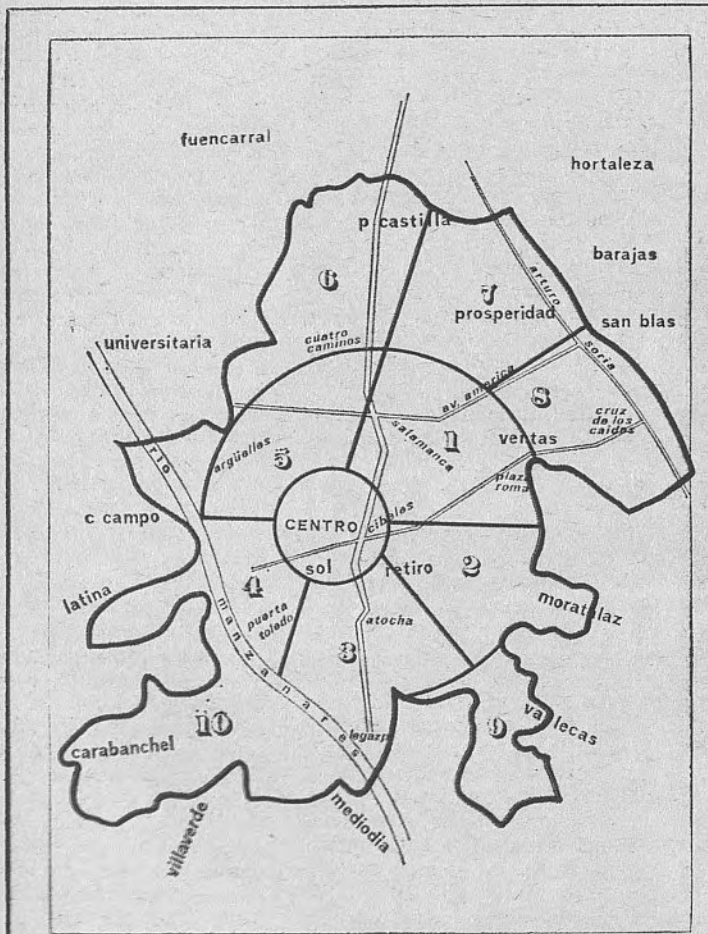 fuencarral
hortaleza
p.castilla
barajas
6
arturo
7
prosperidad
san blas
universitaria
cuatro
caminos
soria
av. america
8
cruz
de los
caidos
salamanca
1
ventas
argüelles
5
plaza
roma
rio
c campo
CENTRO
cibeles
sol
retiro
2
4
latina
manzanares
puerta
toledo
atocha
moratalaz
3
vallecas
9
10
carabanchel
legazpi
mediodia
villaverde